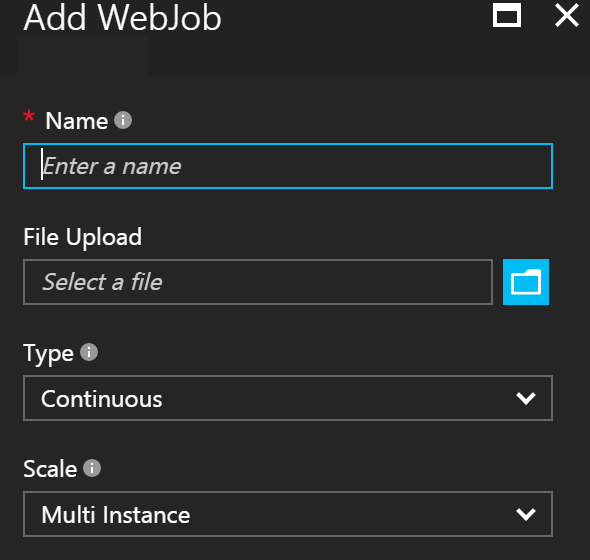 Add WebJob
* Name
Enter a name
File Upload
Select a file
Type
Continuous
Scale
Multi Instance